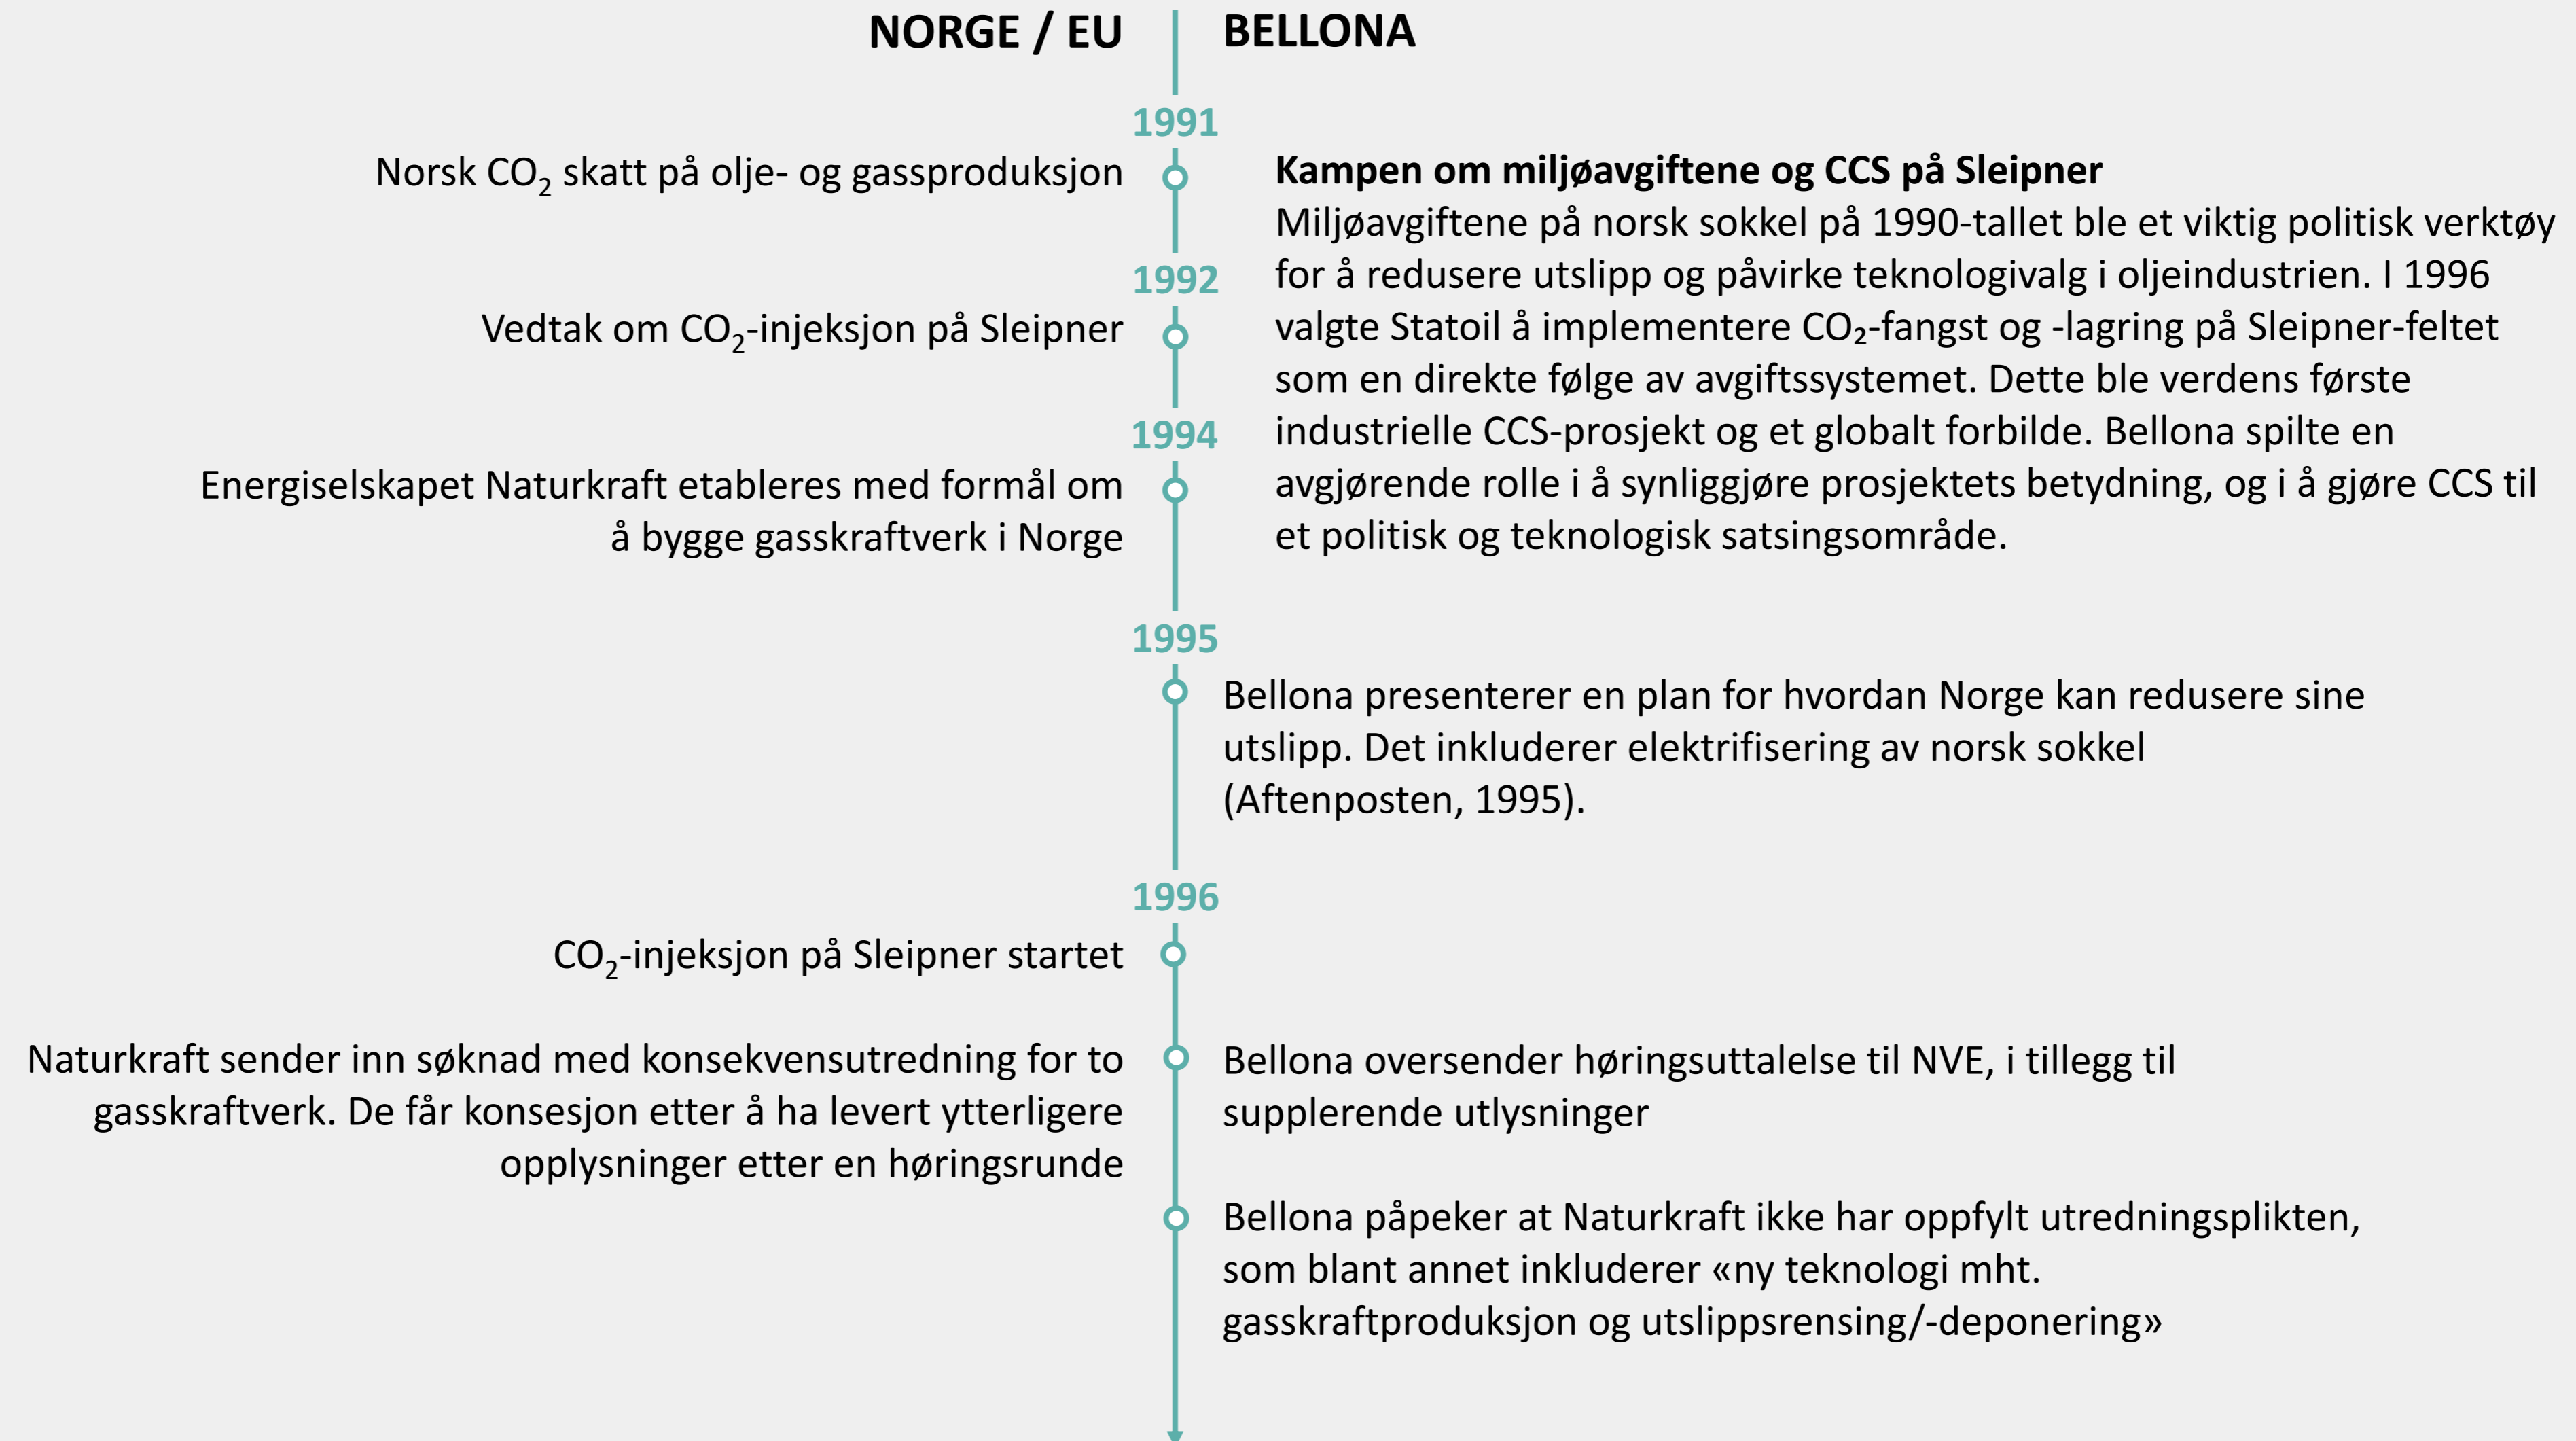 NORGE / EU
BELLONA
1991
Norsk CO₂ skatt på olje- og gassproduksjon
Kampen om miljøavgiftene og CCS på Sleipner
Miljøavgiftene på norsk sokkel på 1990-tallet ble et viktig politisk verktøy
for å redusere utslipp og påvirke teknologivalg i oljeindustrien. I 1996
valgte Statoil å implementere CO₂-fangst og -lagring på Sleipner-feltet
som en direkte følge av avgiftssystemet. Dette ble verdens første
industrielle CCS-prosjekt og et globalt forbilde. Bellona spilte en
avgjørende rolle i å synliggjøre prosjektets betydning, og i å gjøre CCS til
et politisk og teknologisk satsingsområde.
1992
Vedtak om CO₂-injeksjon på Sleipner
1994
Energiselskapet Naturkraft etableres med formål om
å bygge gasskraftverk i Norge
1995
Bellona presenterer en plan for hvordan Norge kan redusere sine
utslipp. Det inkluderer elektrifisering av norsk sokkel
(Aftenposten, 1995).
1996
CO₂-injeksjon på Sleipner startet
Naturkraft sender inn søknad med konsekvensutredning for to
gasskraftverk. De får konsesjon etter å ha levert ytterligere
opplysninger etter en høringsrunde
Bellona oversender høringsuttalelse til NVE, i tillegg til
supplerende utlysninger
Bellona påpeker at Naturkraft ikke har oppfylt utredningsplikten,
som blant annet inkluderer «ny teknologi mht.
gasskraftproduksjon og utslippsrensing/-deponering»